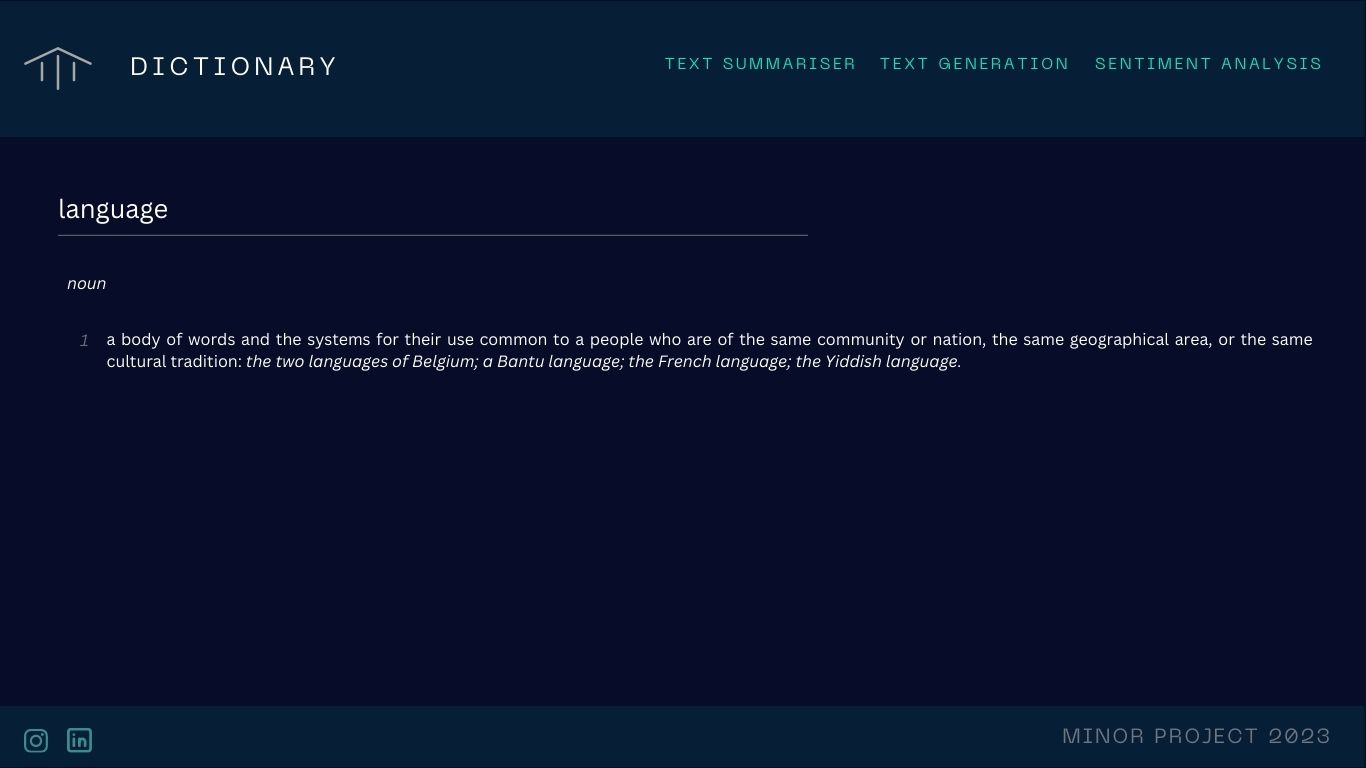 DICTIONARY
TEXT SUMMARISER TEXT GENERATION SENTIMENT ANALYSIS
language
noun
1 a body of words and the systems for their use common to a people who are of the same community or nation, the same geographical area, or the same
cultural tradition: the two languages of Belgium; a Bantu language; the French language; the Yiddish language.
in
MINOR PROJECT 2023